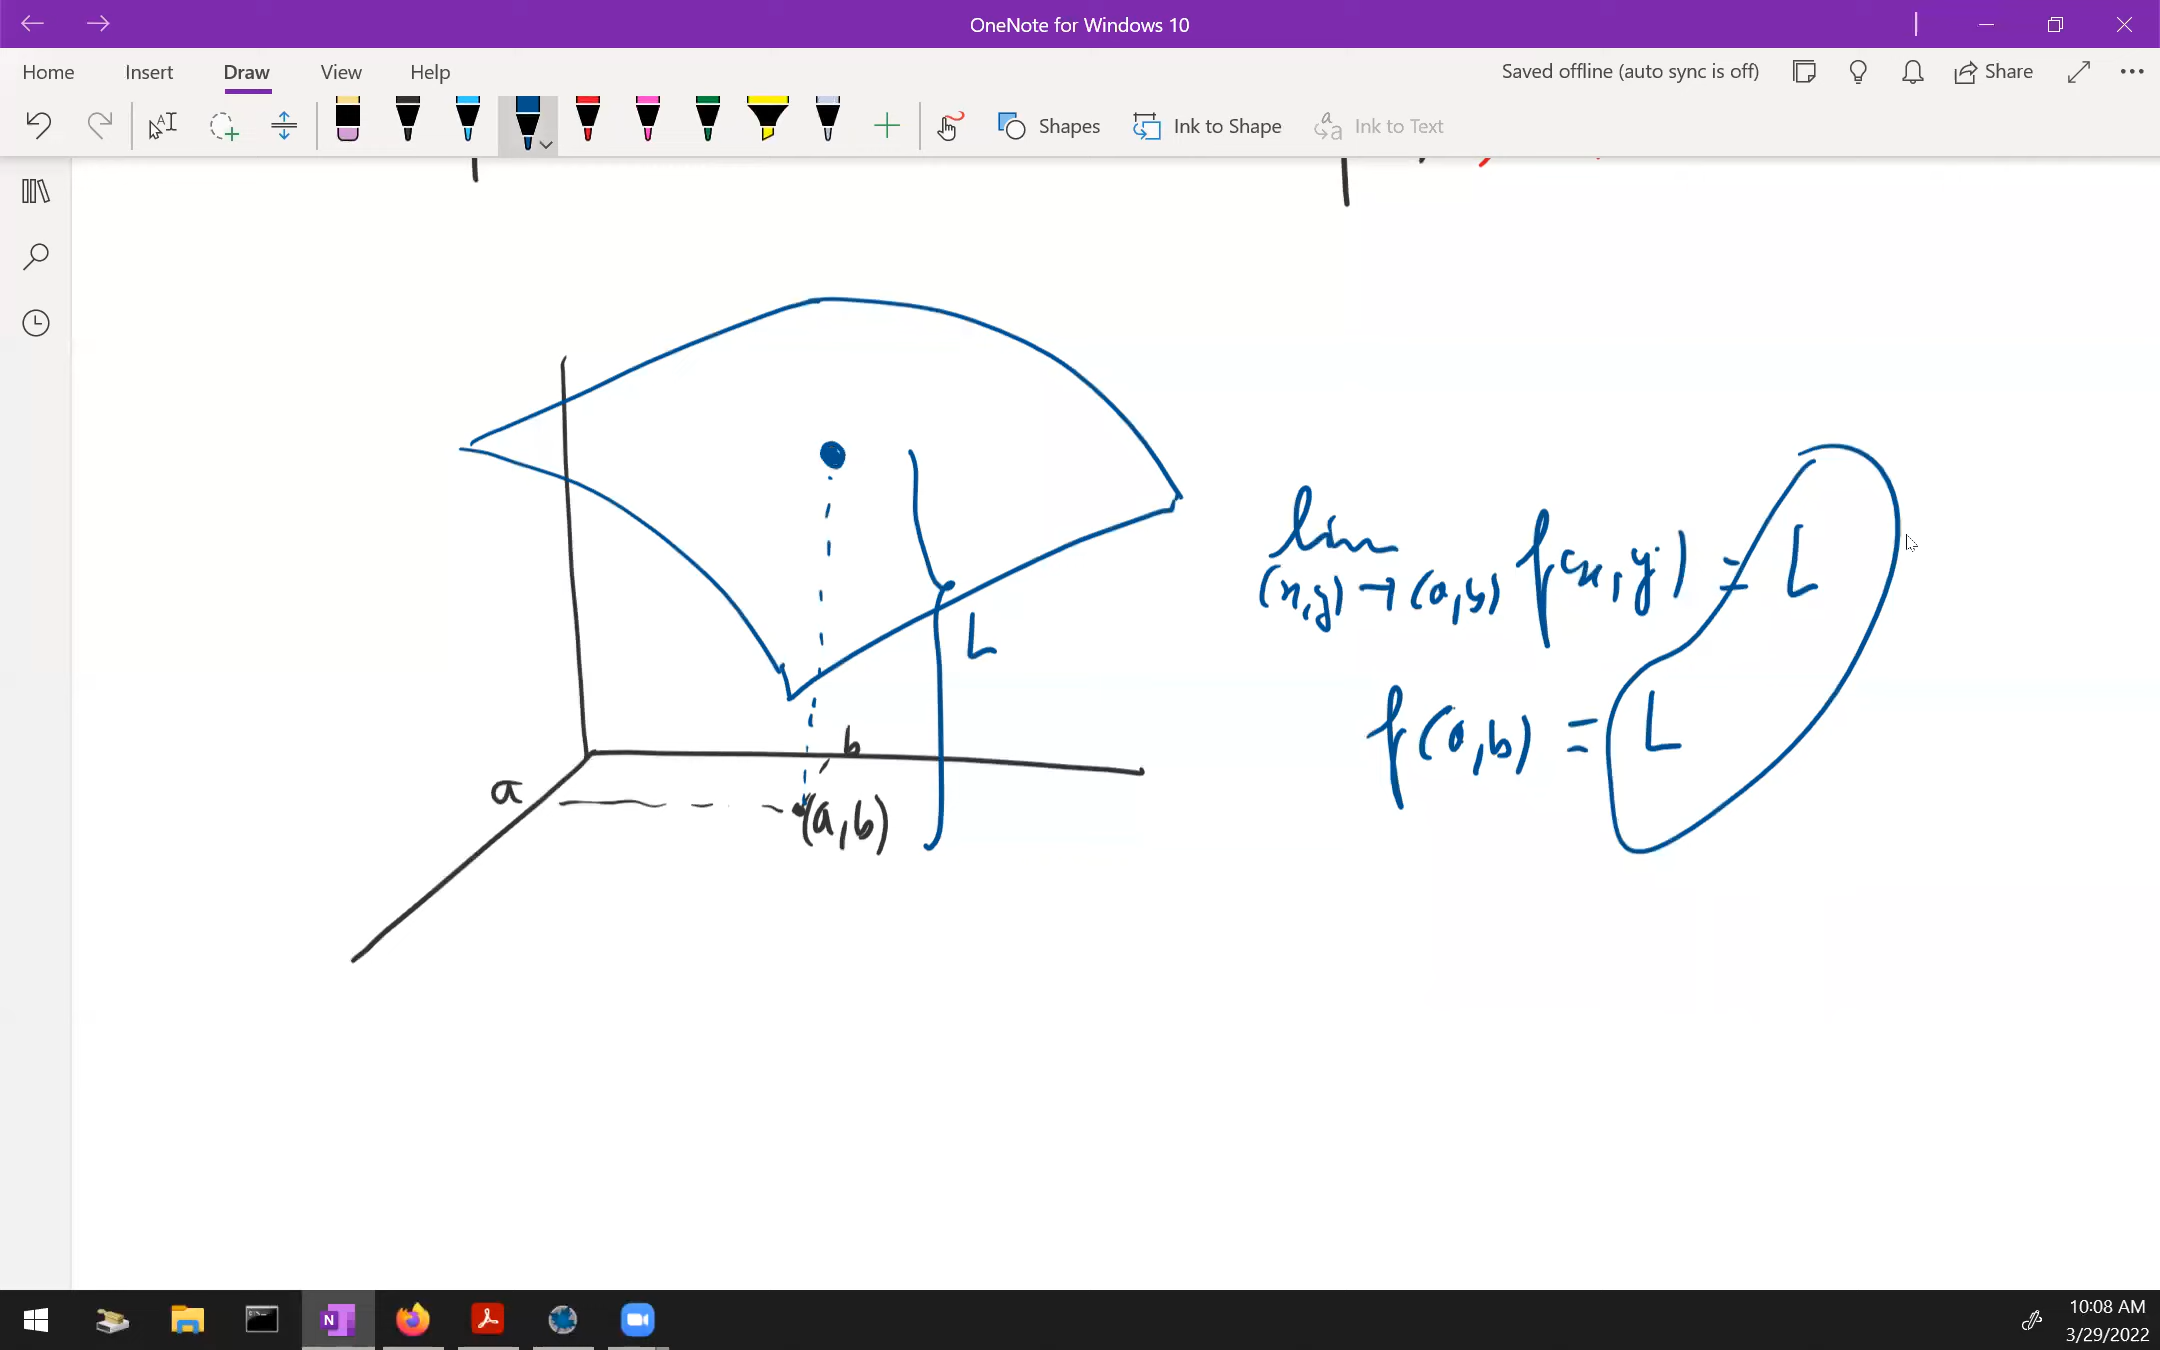 OneNote for Windows 10
Home Insert Draw View Help Saved offline (auto sync is off) Share
Shapes Ink to Shape Ink to Text
lim f(x,y) = L
(x,y) → (a,b)
L
f(a,b) = L
b
a
(a,b)
10:08 AM
3/29/2022